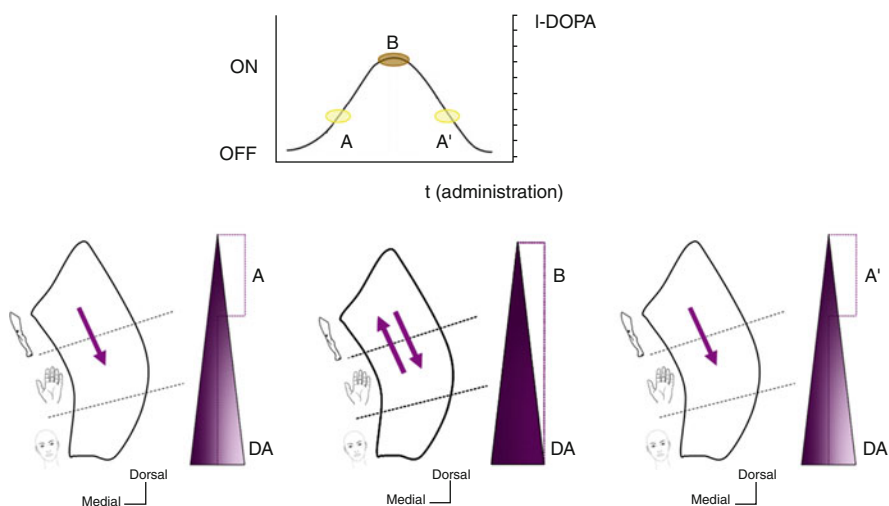 l-DOPA
B
ON
A
A'
OFF
t (administration)
A
B
A'
DA
DA
DA
Dorsal
Medial
Dorsal
Medial
Dorsal
Medial